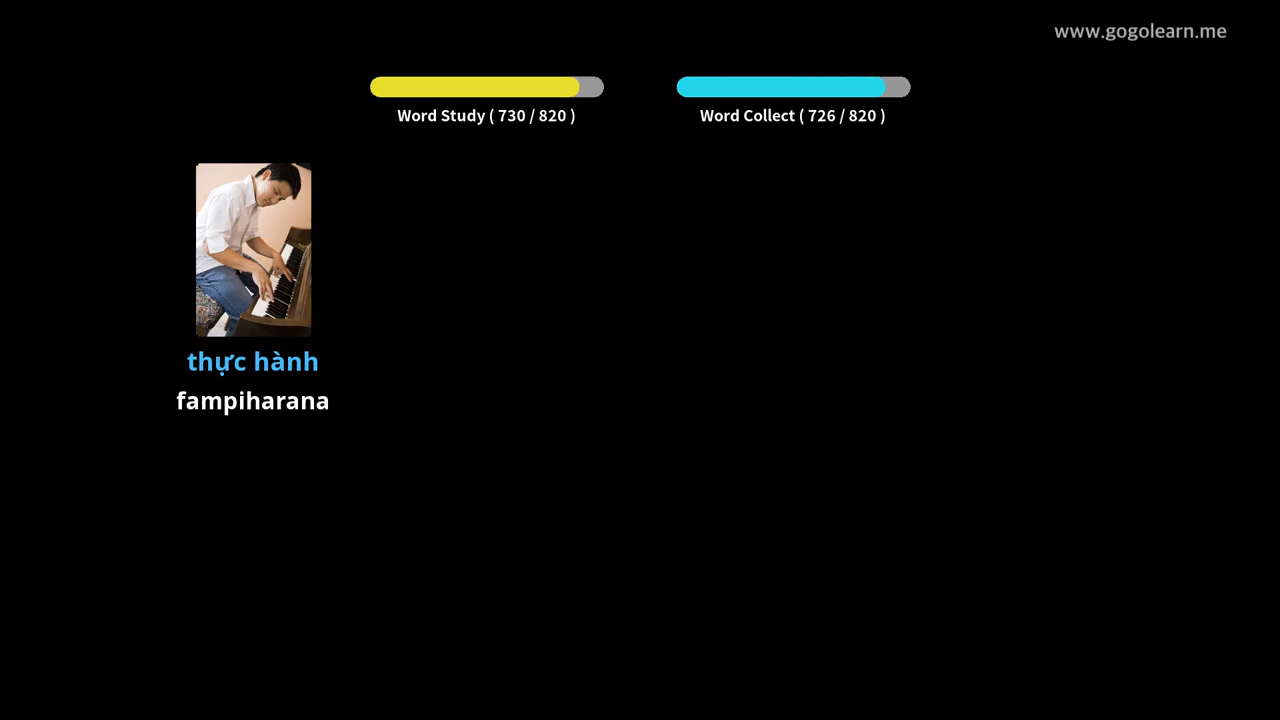 www.gogolearn.me
Word Study ( 730 / 820 )
Word Collect ( 726 / 820 )
thực hành
fampiharana